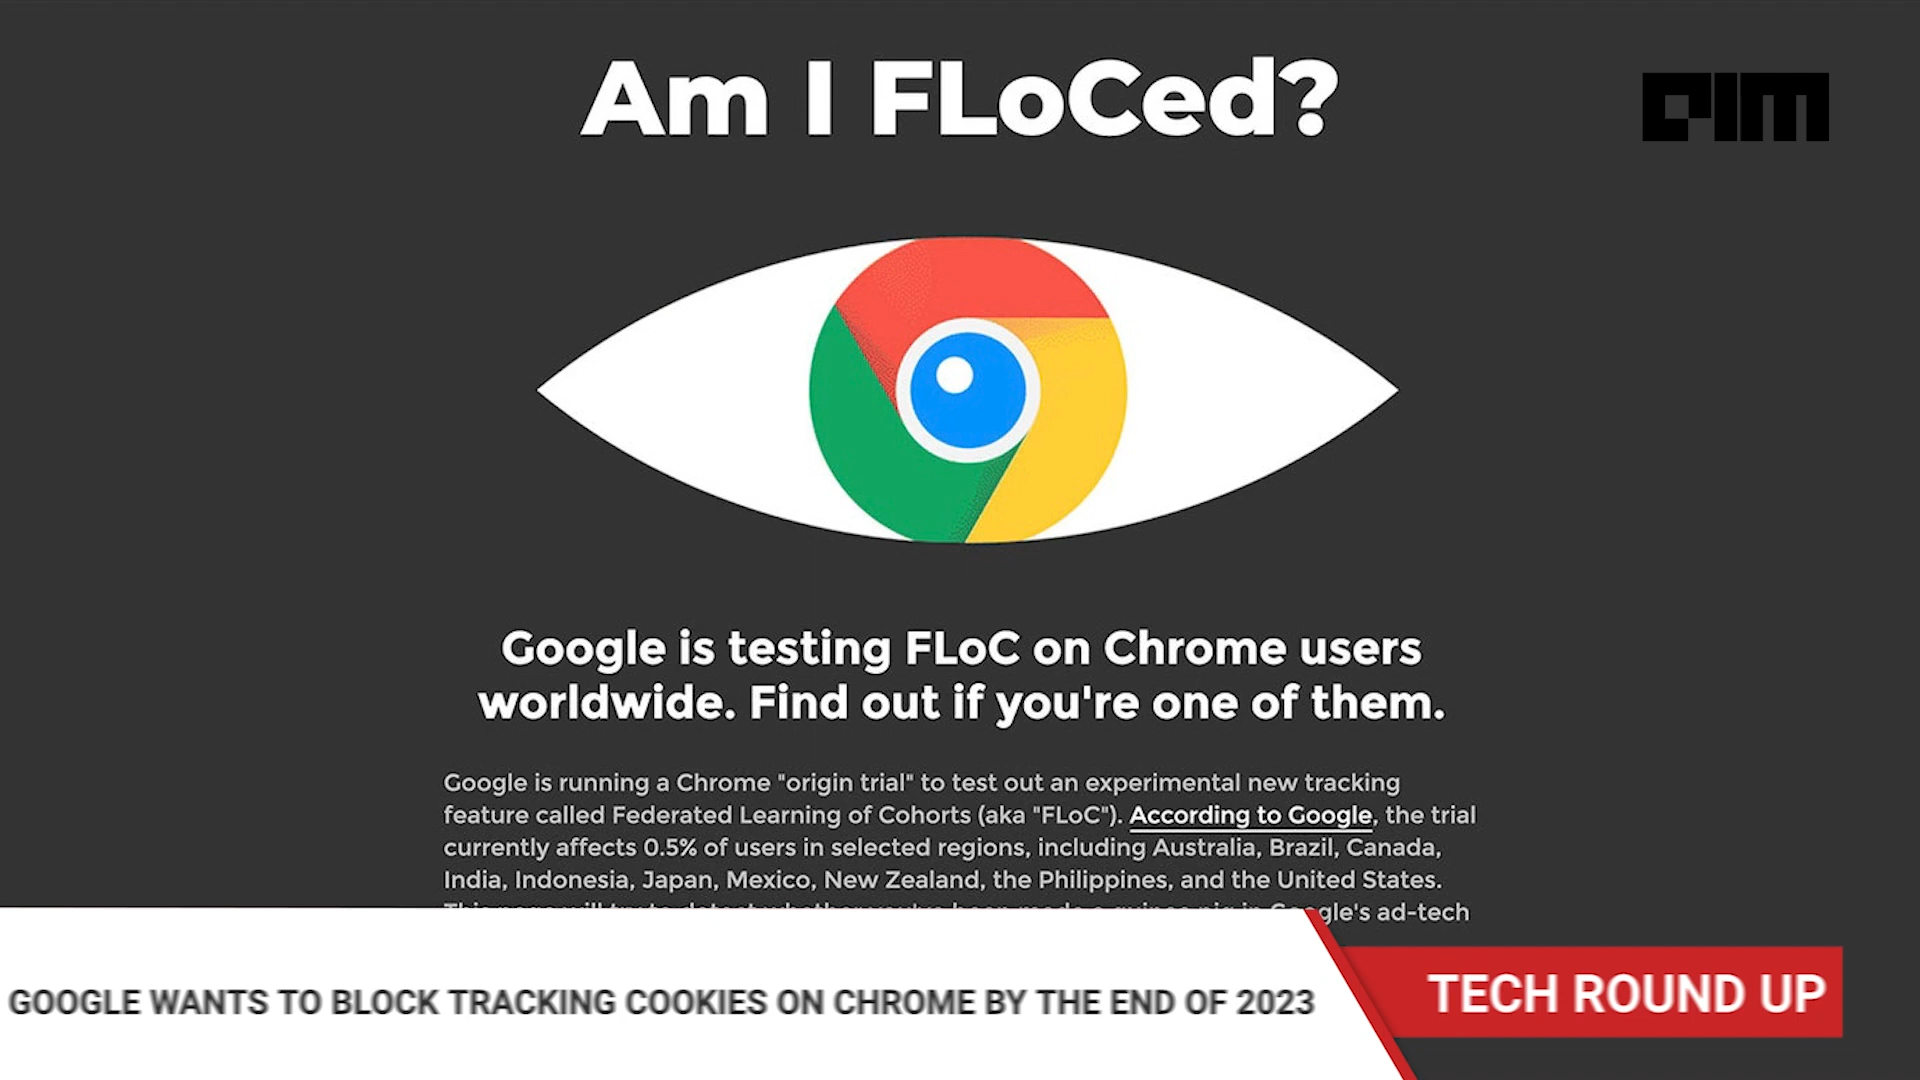 Am I FLoCed?
AIM
Google is testing FLoC on Chrome users
worldwide. Find out if you're one of them.
Google is running a Chrome "origin trial" to test out an experimental new tracking
feature called Federated Learning of Cohorts (aka "FLoC"). According to Google, the trial
currently affects 0.5% of users in selected regions, including Australia, Brazil, Canada,
India, Indonesia, Japan, Mexico, New Zealand, the Philippines, and the United States.
Google's ad-tech
GOOGLE WANTS TO BLOCK TRACKING COOKIES ON CHROME BY THE END OF 2023
TECH ROUND UP